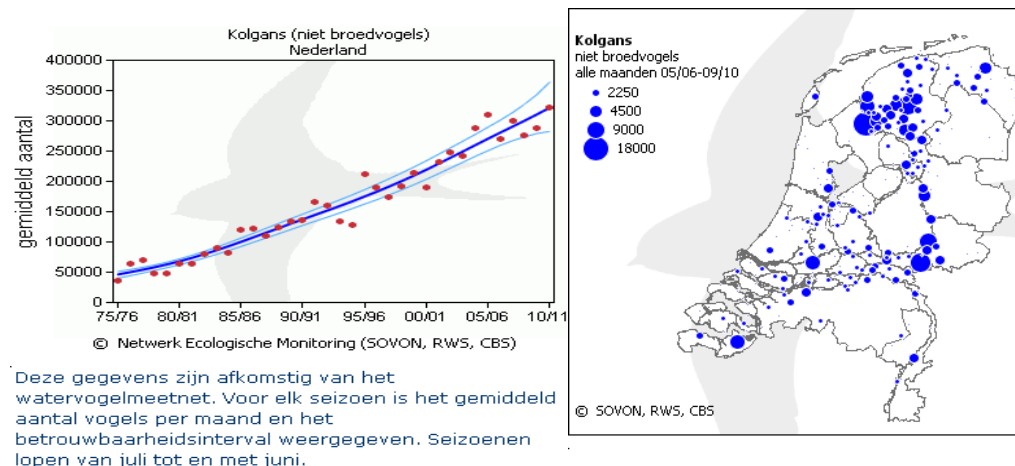 Kolgans (niet broedvogels)
Nederland
gemiddeld aantal
400000
350000
300000
250000
200000
150000
100000
50000
0
75/76 80/81 85/86 90/91 95/96 00/01 05/06 10/11
© Netwerk Ecologische Monitoring (SOVON, RWS, CBS)
Deze gegevens zijn afkomstig van het
watervogelmeetnet. Voor elk seizoen is het gemiddeld
aantal vogels per maand en het
betrouwbaarheidsinterval weergegeven. Seizoenen
lopen van juli tot en met juni.
Kolgans
niet broedvogels
alle maanden 05/06-09/10
2250
4500
9000
18000
© SOVON, RWS, CBS